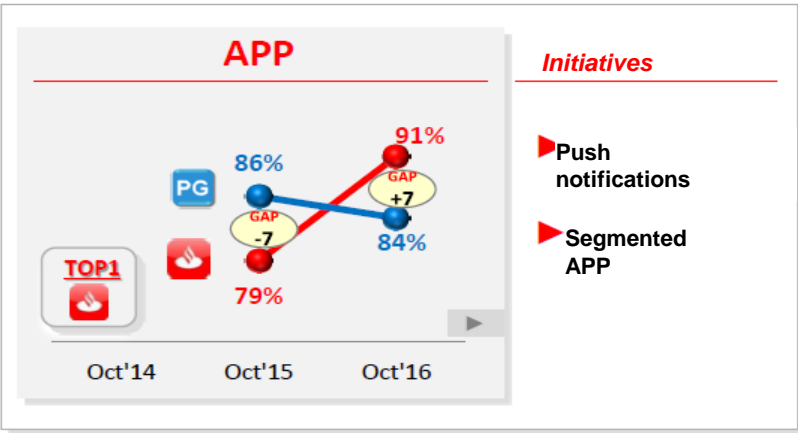 APP
Initiatives
91%
86%
PG
GAP
+7
GAP
-7
84%
79%
TOP1
Push
notifications
Segmented
APP
Oct'14 Oct'15 Oct'16